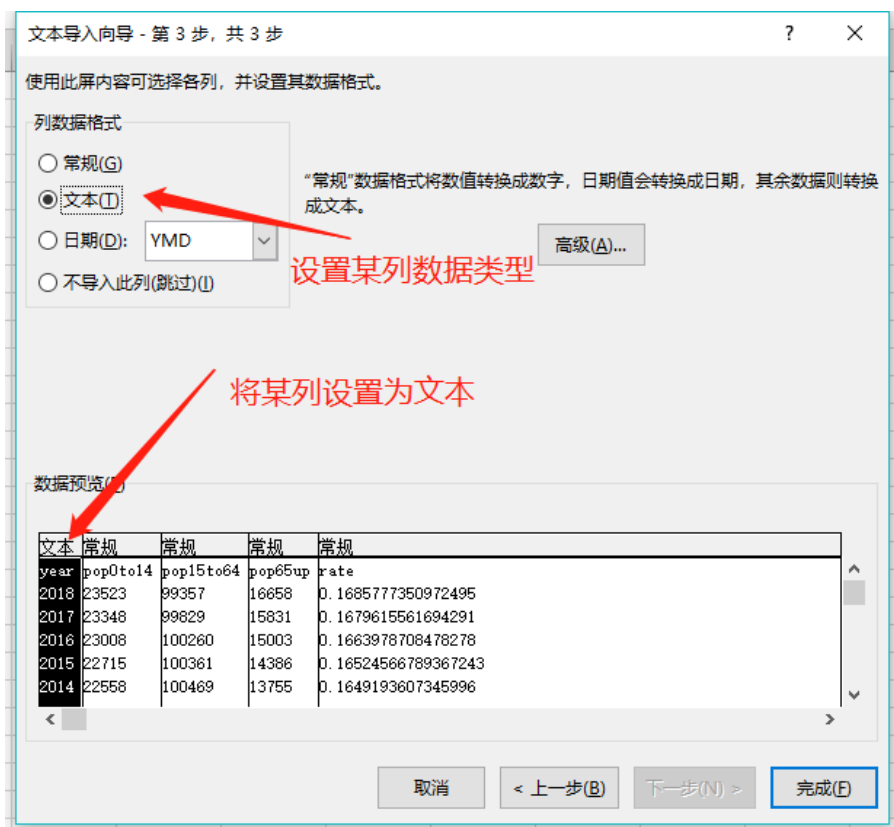 文本导入向导 - 第 3 步，共 3 步
? ×
使用此屏内容可选择各列，并设置其数据格式。
列数据格式
常规(G)
文本(T)
日期(D): YMD
不导入此列(跳过)(I)
“常规”数据格式将数值转换成数字，日期值会转换成日期，其余数据则转换
成文本。
高级(A)...
设置某列数据类型
将某列设置为文本
数据预览(P)
文本 常规 常规 常规 常规
year pop0to14 pop15to64 pop65up rate
2018 23523 99357 16658 0.1685777350972495
2017 23348 99829 15831 0.1679615561694291
2016 23008 100260 15003 0.1663978708478278
2015 22715 100361 14386 0.16524566789367243
2014 22558 100469 13755 0.1649193607345996
取消
< 上一步(B)
下一步(N) >
完成(F)